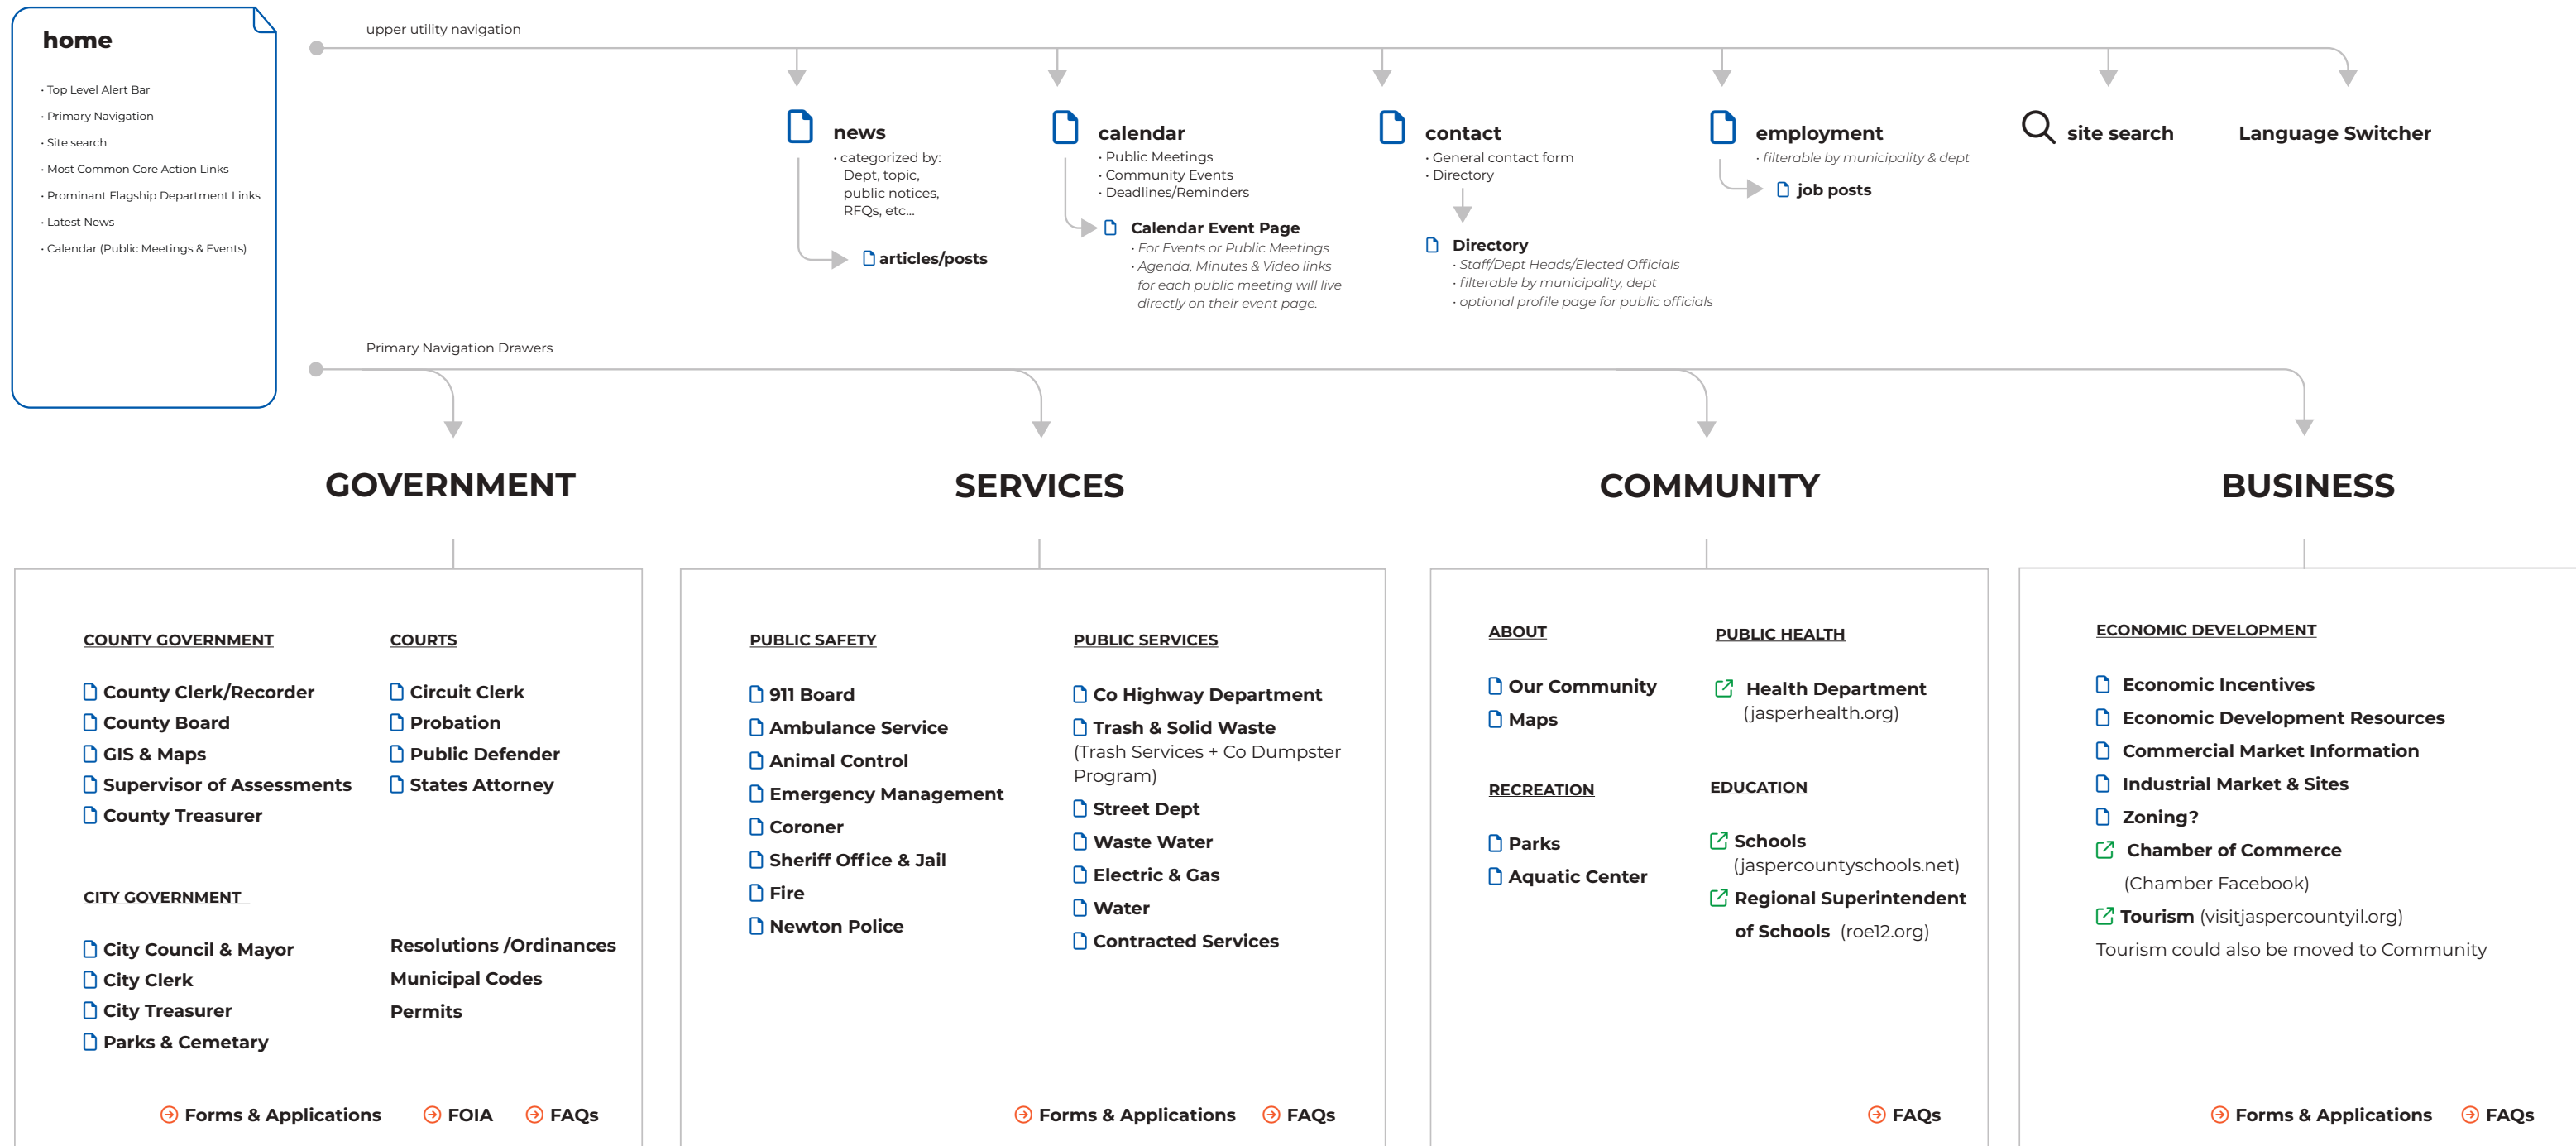 home
• Top Level Alert Bar
• Primary Navigation
• Site search
• Most Common Core Action Links
• Prominant Flagship Department Links
• Latest News
• Calendar (Public Meetings & Events)
upper utility navigation
news
• categorized by:
Dept, topic,
public notices,
RFQs, etc...
articles/posts
calendar
• Public Meetings
• Community Events
• Deadlines/Reminders
Calendar Event Page
• For Events or Public Meetings
• Agenda, Minutes & Video links
for each public meeting will live
directly on their event page.
contact
• General contact form
• Directory
Directory
• Staff/Dept Heads/Elected Officials
• filterable by municipality, dept
• optional profile page for public officials
employment
• filterable by municipality & dept
job posts
site search
Language Switcher
Primary Navigation Drawers
GOVERNMENT
COUNTY GOVERNMENT
County Clerk/Recorder
County Board
GIS & Maps
Supervisor of Assessments
County Treasurer
COURTS
Circuit Clerk
Probation
Public Defender
States Attorney
CITY GOVERNMENT
City Council & Mayor
City Clerk
City Treasurer
Parks & Cemetary
Resolutions /Ordinances
Municipal Codes
Permits
Forms & Applications
FOIA
FAQs
SERVICES
PUBLIC SAFETY
911 Board
Ambulance Service
Animal Control
Emergency Management
Coroner
Sheriff Office & Jail
Fire
Newton Police
PUBLIC SERVICES
Co Highway Department
Trash & Solid Waste
(Trash Services + Co Dumpster
Program)
Street Dept
Waste Water
Electric & Gas
Water
Contracted Services
Forms & Applications
FAQs
COMMUNITY
ABOUT
Our Community
Maps
PUBLIC HEALTH
Health Department
(jasperhealth.org)
RECREATION
Parks
Aquatic Center
EDUCATION
Schools
(jaspercountyschools.net)
Regional Superintendent
of Schools (roe12.org)
FAQs
BUSINESS
ECONOMIC DEVELOPMENT
Economic Incentives
Economic Development Resources
Commercial Market Information
Industrial Market & Sites
Zoning?
Chamber of Commerce
(Chamber Facebook)
Tourism (visitjaspercountyil.org)
Tourism could also be moved to Community
Forms & Applications
FAQs